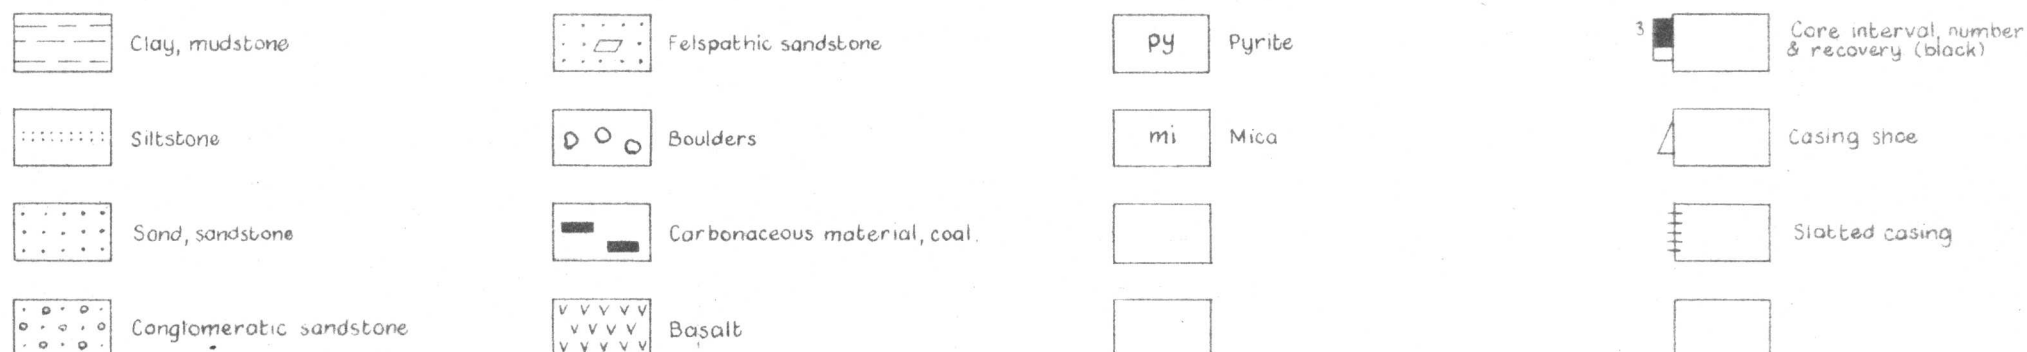 Clay, mudstone
Siltstone
Sand, sandstone
Conglomeratic sandstone
Felspathic sandstone
Boulders
Carbonaceous material, coal.
Basalt
py Pyrite
mi Mica
3 Core interval, number
& recovery (black)
Casing shoe
Slotted casing